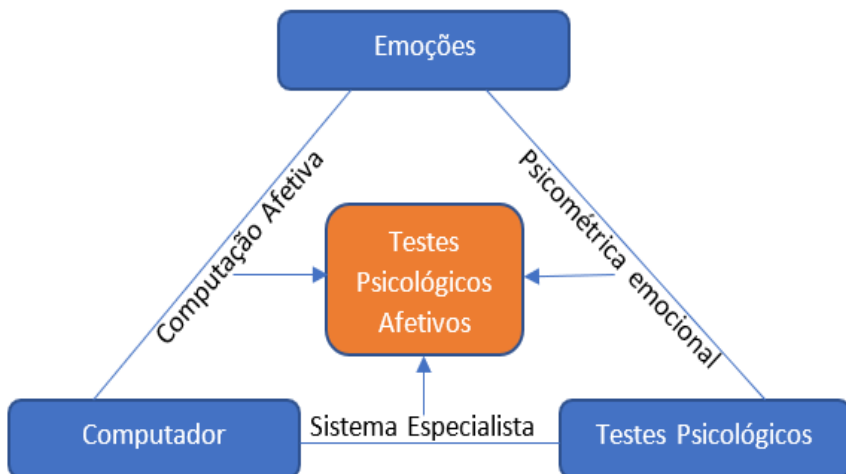 Emoções
Computação Afetiva
Psicométrica emocional
Testes
Psicológicos
Afetivos
Computador
Sistema Especialista
Testes Psicológicos